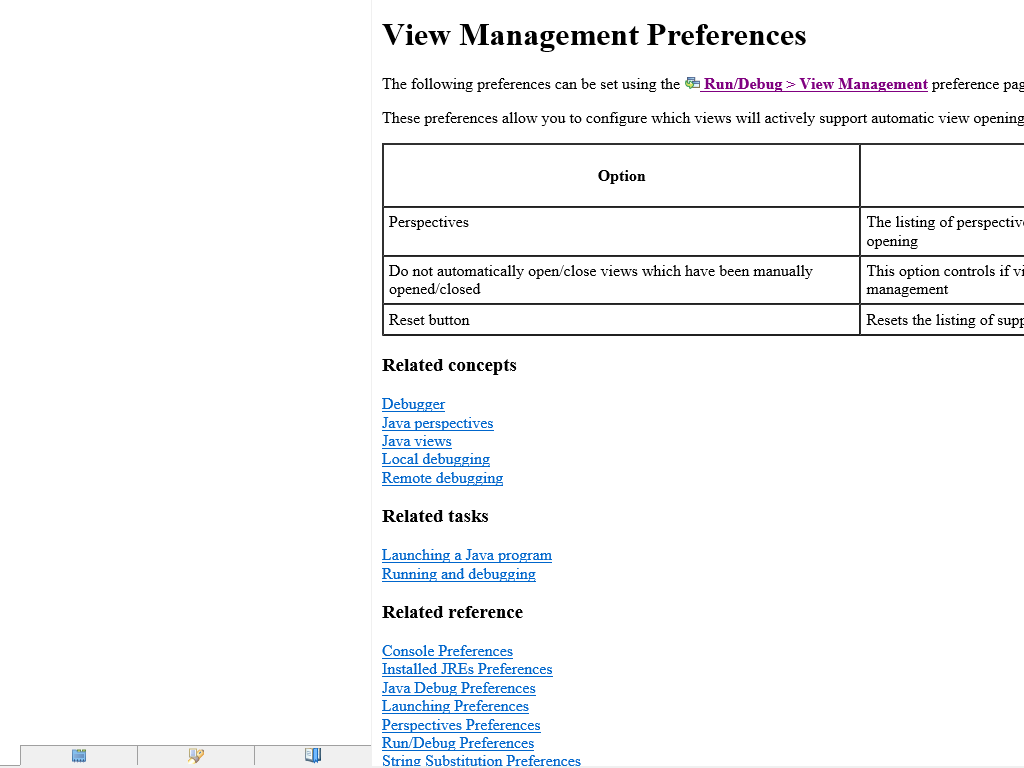 View Management Preferences
The following preferences can be set using the Run/Debug > View Management preference pag
These preferences allow you to configure which views will actively support automatic view opening
Option
Perspectives
The listing of perspectiv
opening
Do not automatically open/close views which have been manually
opened/closed
This option controls if vi
management
Reset button
Resets the listing of supp
Related concepts
Debugger
Java perspectives
Java views
Local debugging
Remote debugging
Related tasks
Launching a Java program
Running and debugging
Related reference
Console Preferences
Installed JREs Preferences
Java Debug Preferences
Launching Preferences
Perspectives Preferences
Run/Debug Preferences
String Substitution Preferences